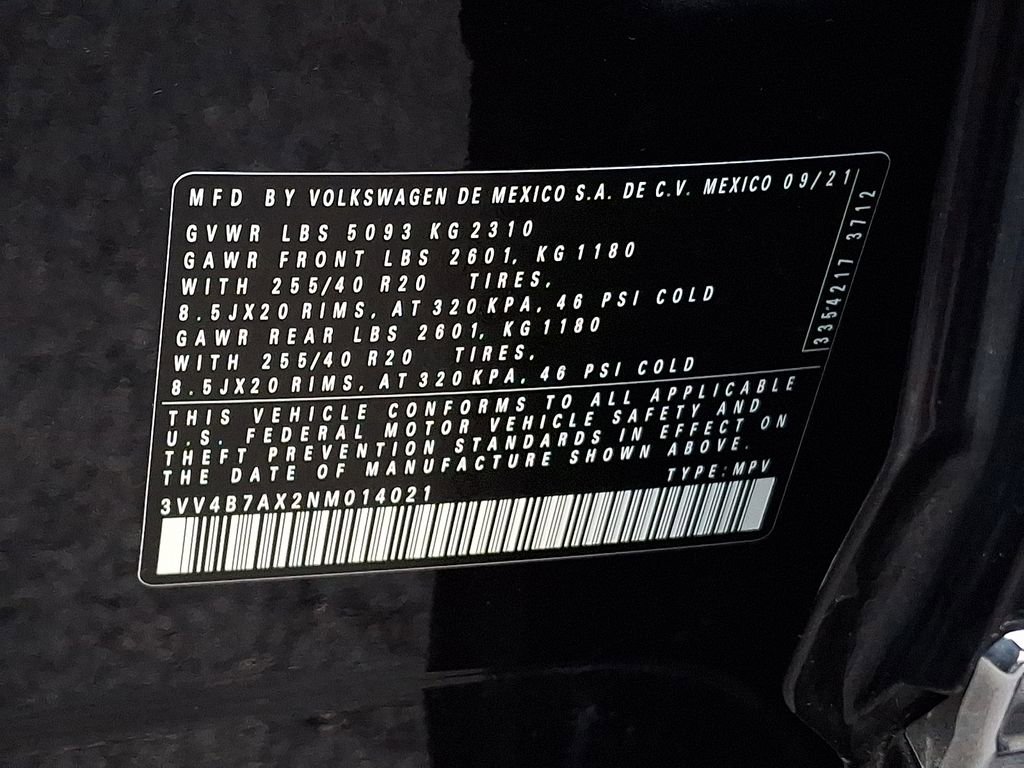 MFD BY VOLKSWAGEN DE MEXICO S.A. DE C.V. MEXICO 09/21
GVWR LBS 5093 KG 2310
GAWR FRONT LBS 2601, KG 1180
WITH 255/40 R20 TIRES,
8.5JX20 RIMS, AT 320 KPA, 46 PSI COLD
GAWR REAR LBS 2601, KG 1180
WITH 255/40 R20 TIRES,
8.5JX20 RIMS, AT 320 KPA, 46 PSI COLD
3354217 3712
THIS VEHICLE CONFORMS TO ALL APPLICABLE
U.S. FEDERAL MOTOR VEHICLE SAFETY AND
THEFT PREVENTION STANDARDS IN EFFECT ON
THE DATE OF MANUFACTURE SHOWN ABOVE.
TYPE: MPV
3VV4B7AX2NM014021